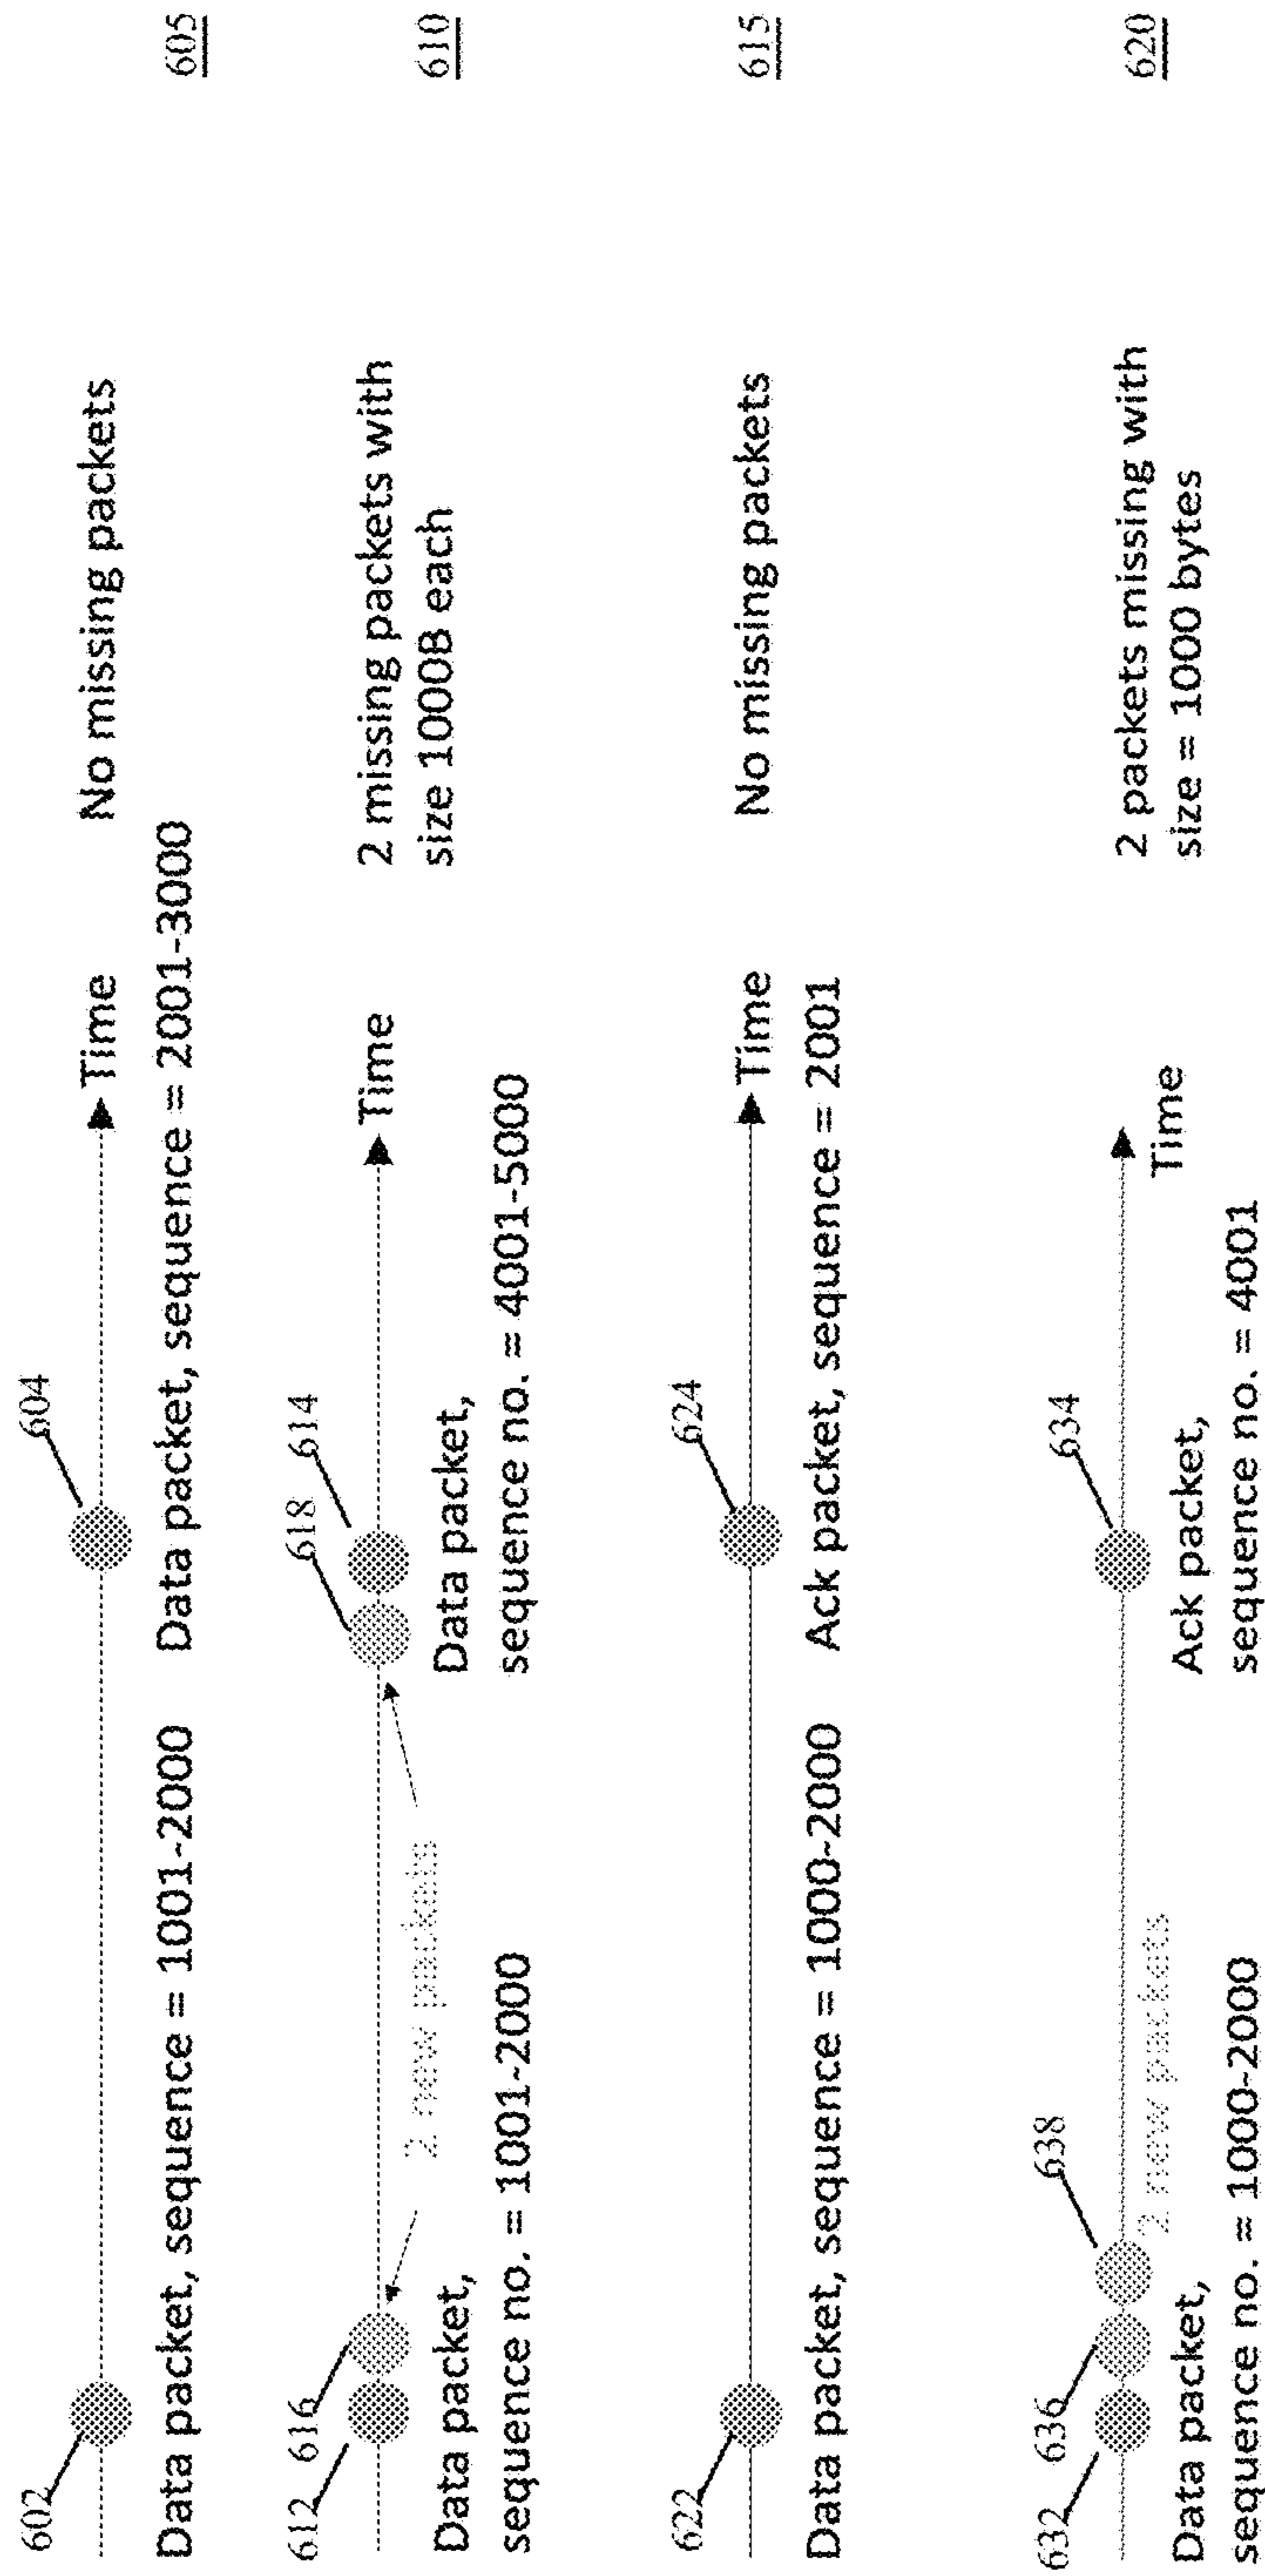 602
604
Time
No missing packets
605
Data packet, sequence = 1001-2000
Data packet, sequence = 2001-3000
612
616
618
614
Time
2 missing packets with
size 1000B each
610
2 new packets
Data packet,
sequence no. = 1001-2000
Data packet,
sequence no. = 4001-5000
622
624
Time
No missing packets
615
Data packet, sequence = 1000-2000
Ack packet, sequence = 2001
632
636
638
634
Time
2 packets missing with
size = 1000 bytes
620
2 new packets
Data packet,
sequence no. = 1000-2000
Ack packet,
sequence no. = 4001